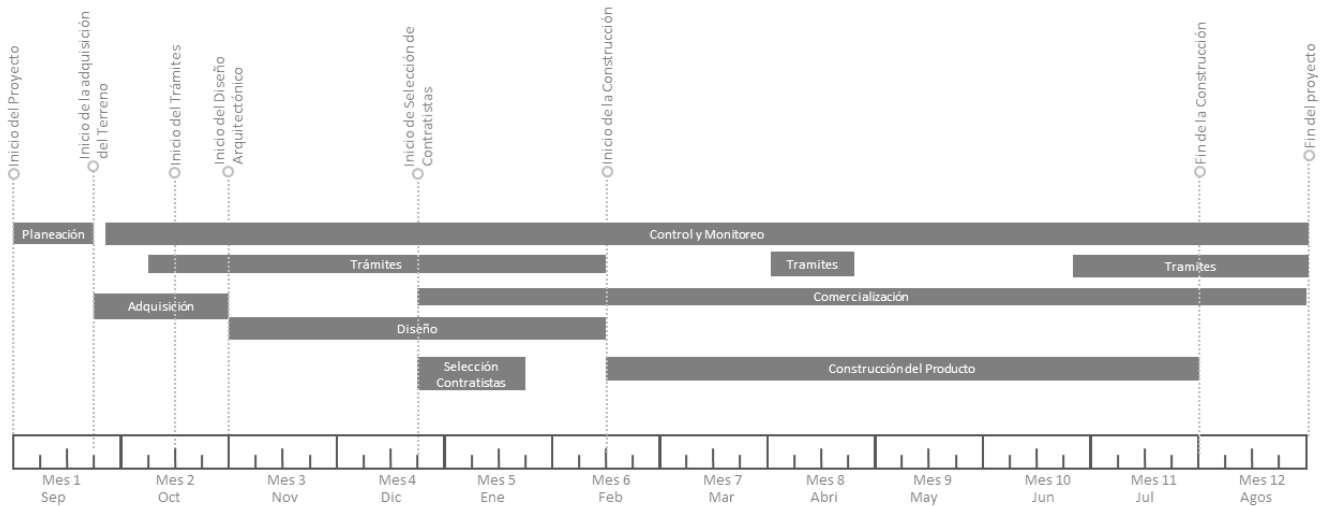 Inicio del Proyecto
Inicio de la adquisición
del Terreno
Inicio del Trámites
Inicio del Diseño
Arquitectónico
Inicio de Selección de
Contratistas
Inicio de la Construcción
Fin de la Construcción
Fin del proyecto
Planeación
Control y Monitoreo
Trámites
Tramites
Tramites
Adquisición
Comercialización
Diseño
Selección
Contratistas
Construcción del Producto
Mes 1
Sep
Mes 2
Oct
Mes 3
Nov
Mes 4
Dic
Mes 5
Ene
Mes 6
Feb
Mes 7
Mar
Mes 8
Abri
Mes 9
May
Mes 10
Jun
Mes 11
Jul
Mes 12
Agos